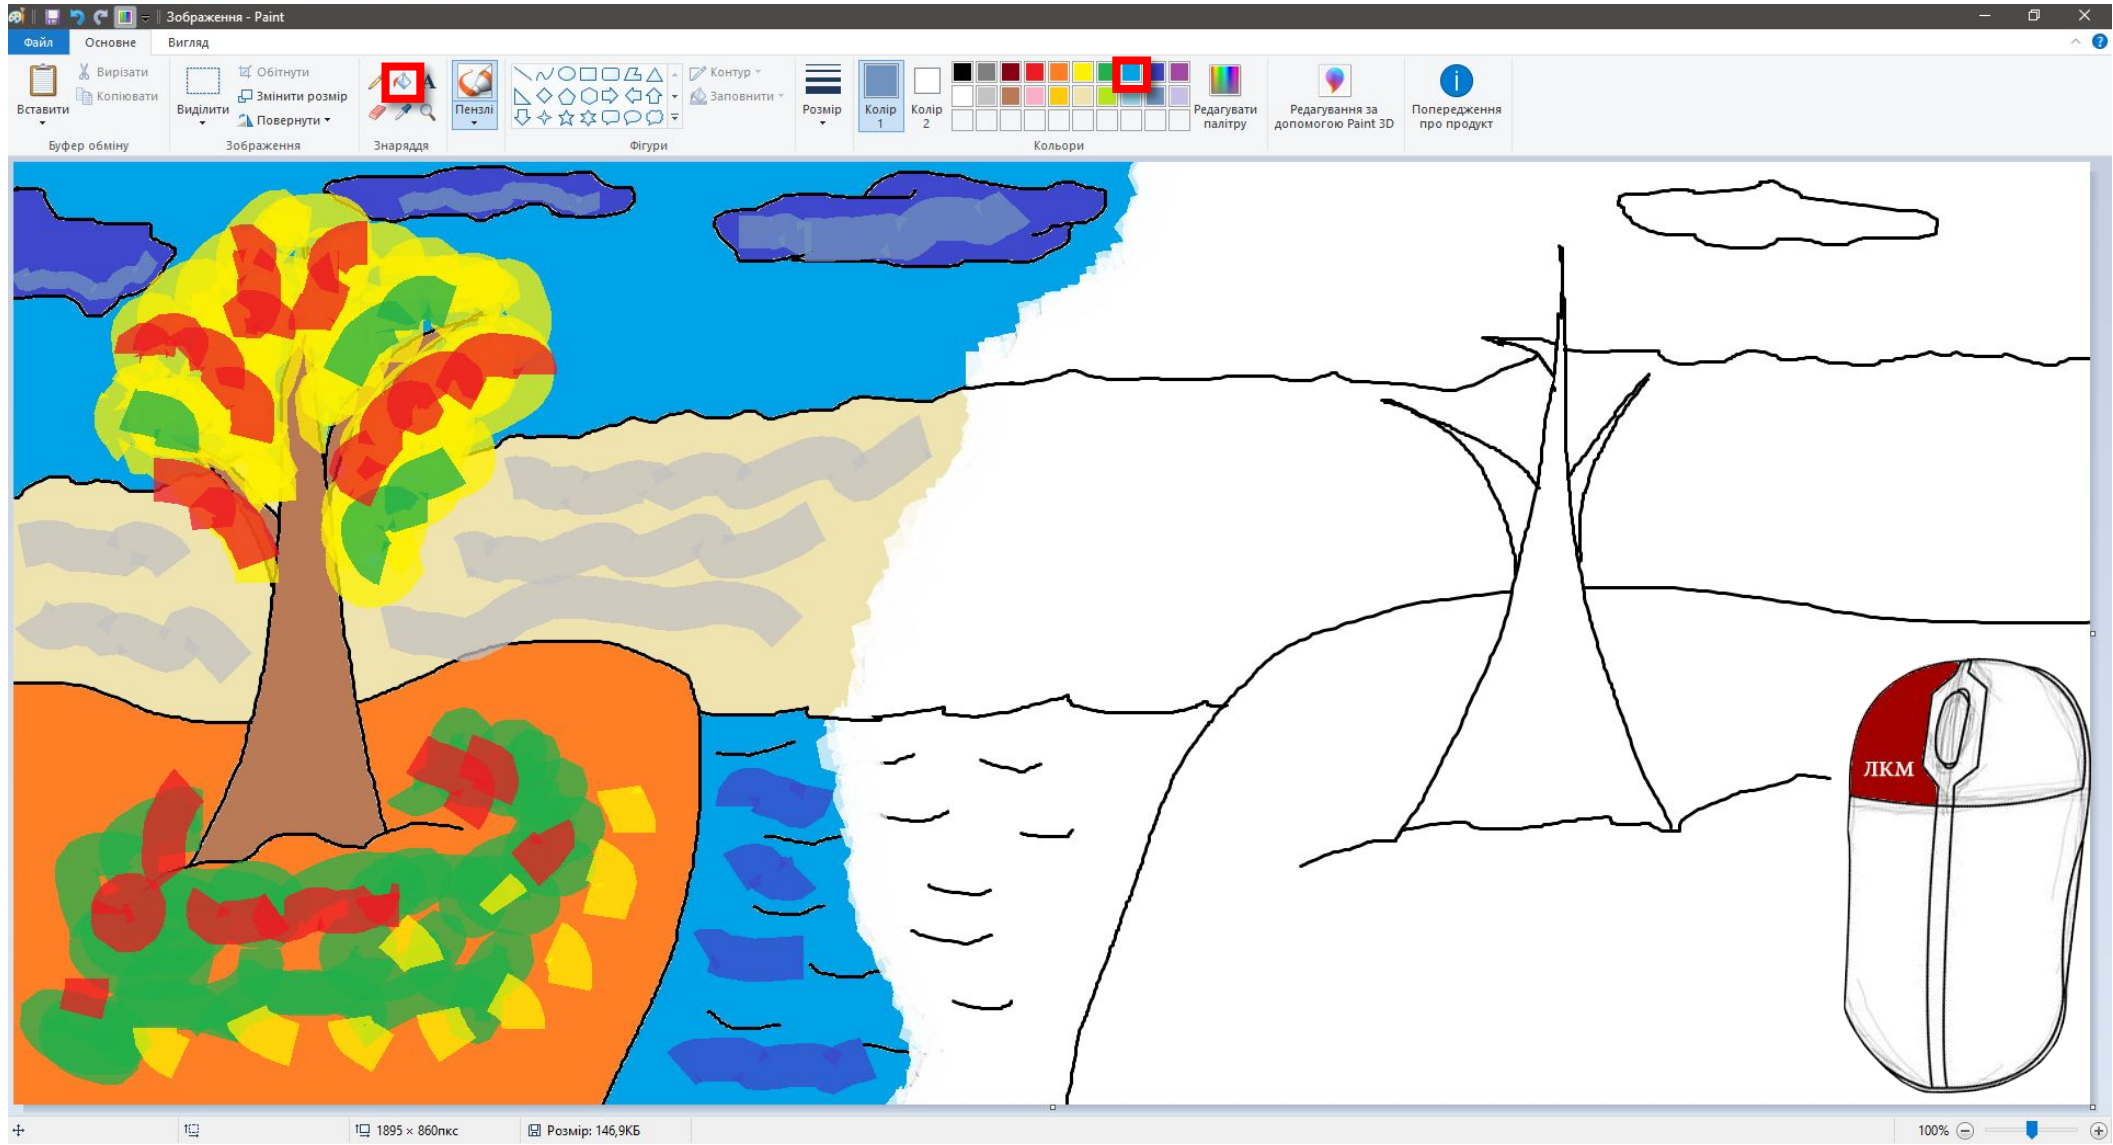 Зображення - Paint
Файл
Основне
Вигляд
Вставити
Вирізати
Копіювати
Буфер обміну
Виділити
Обітнути
Змінити розмір
Повернути
Зображення
A
Знаряддя
Пензлі
Контур
Заповнити
Фігури
Розмір
Колір
1
Колір
2
Кольори
Редагувати
палітру
Редагування за
допомогою Paint 3D
Попередження
про продукт
ЛКМ
1895 × 860пкс
Розмір: 146,9КБ
100%